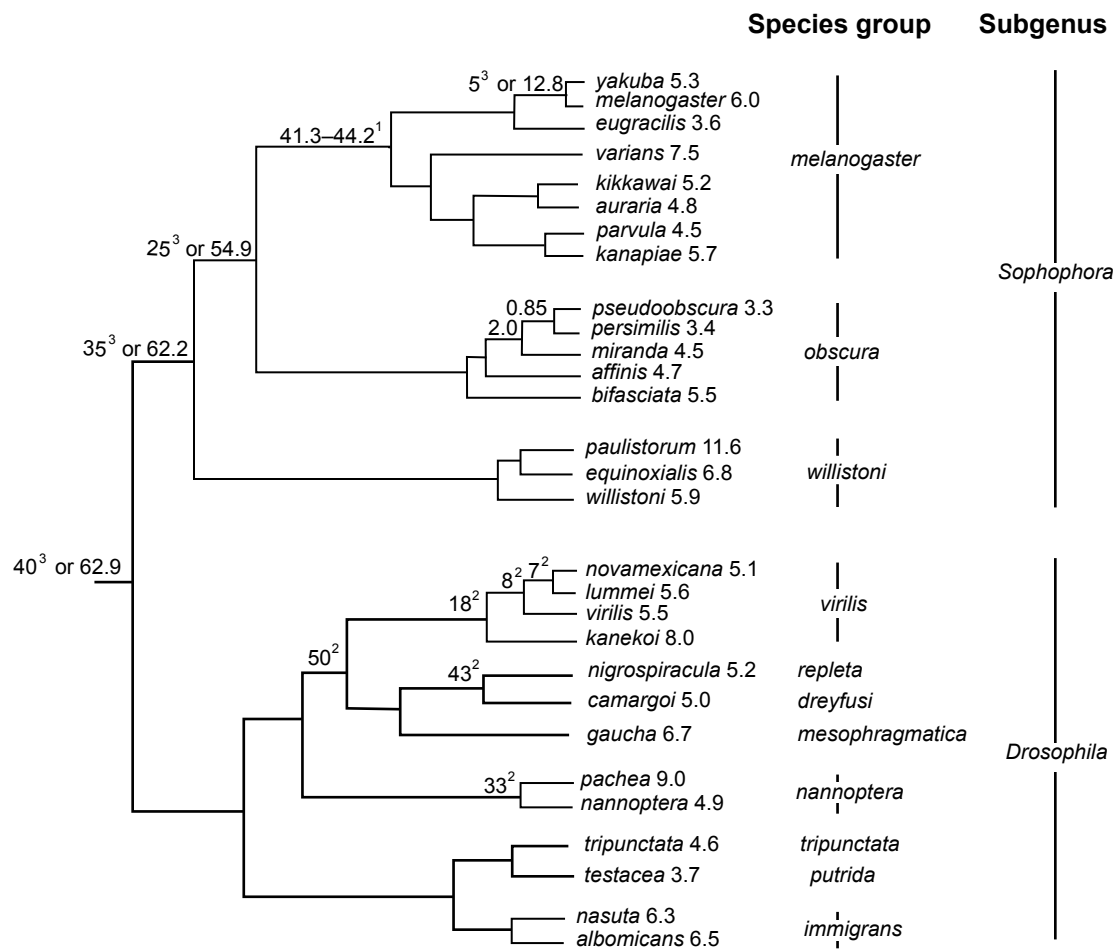 Species group Subgenus
5³ or 12.8 yakuba 5.3
melanogaster 6.0
eugracilis 3.6
41.3–44.2¹
varians 7.5
melanogaster
kikkawai 5.2
auraria 4.8
parvula 4.5
25³ or 54.9
kanapiae 5.7
Sophophora
0.85 pseudoobscura 3.3
2.0 persimilis 3.4
35³ or 62.2
miranda 4.5
obscura
affinis 4.7
bifasciata 5.5
paulistorum 11.6
equinoxialis 6.8
willistoni
willistoni 5.9
40³ or 62.9
8² 7² novamexicana 5.1
lummei 5.6
18²
virilis
virilis 5.5
kanekoi 8.0
50²
43² nigrospiracula 5.2 repleta
camargoi 5.0 dreyfusi
gaucha 6.7 mesophragmatica
Drosophila
33² pachea 9.0
nannoptera
nannoptera 4.9
tripunctata 4.6 tripunctata
testacea 3.7 putrida
nasuta 6.3
immigrans
albomicans 6.5